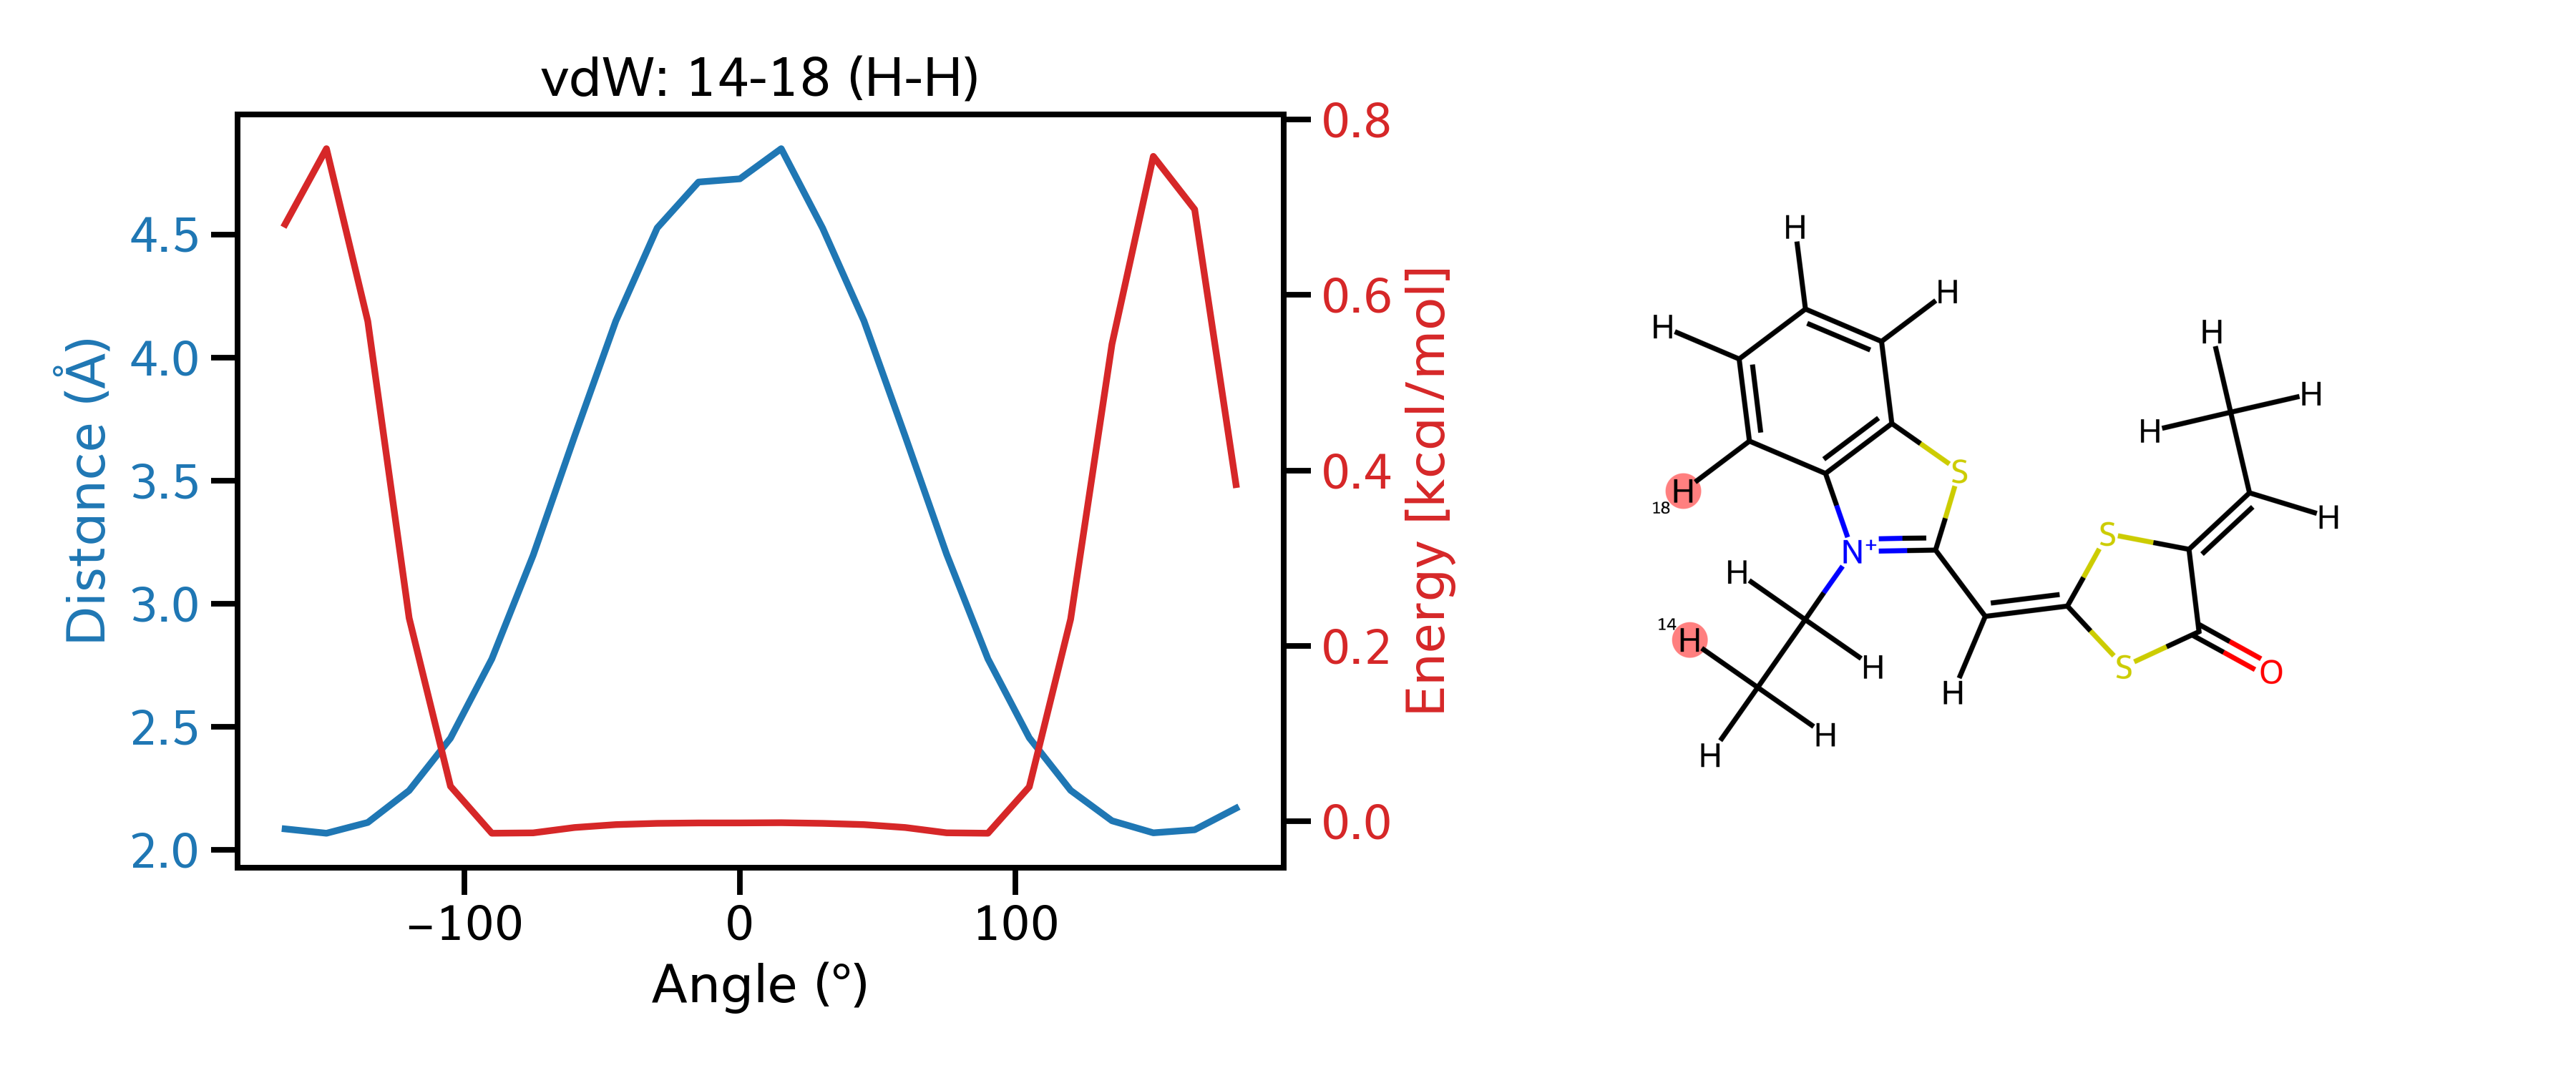 vdW: 14-18 (H-H)
Distance (Å)
4.5
4.0
3.5
3.0
2.5
2.0
−100
0
100
Angle (°)
0.8
0.6
0.4
0.2
0.0
Energy [kcal/mol]
H
H
H
H
H
H
S
H
18
H
S
N+
H
14
H
H
H
S
O
H
H
H